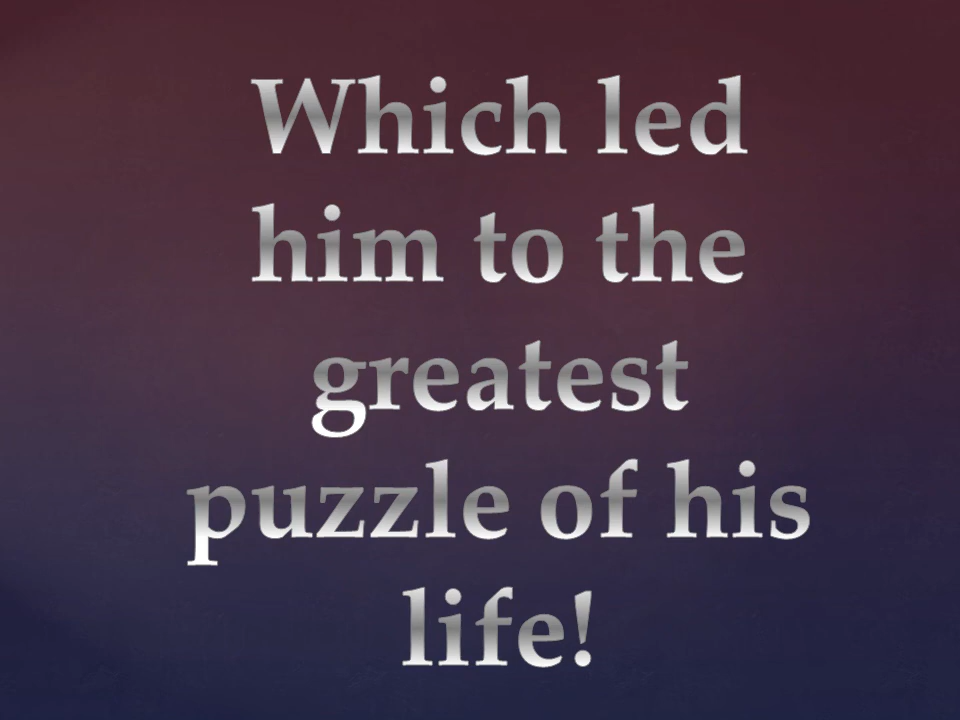 Which led
him to the
greatest
puzzle of his
life!